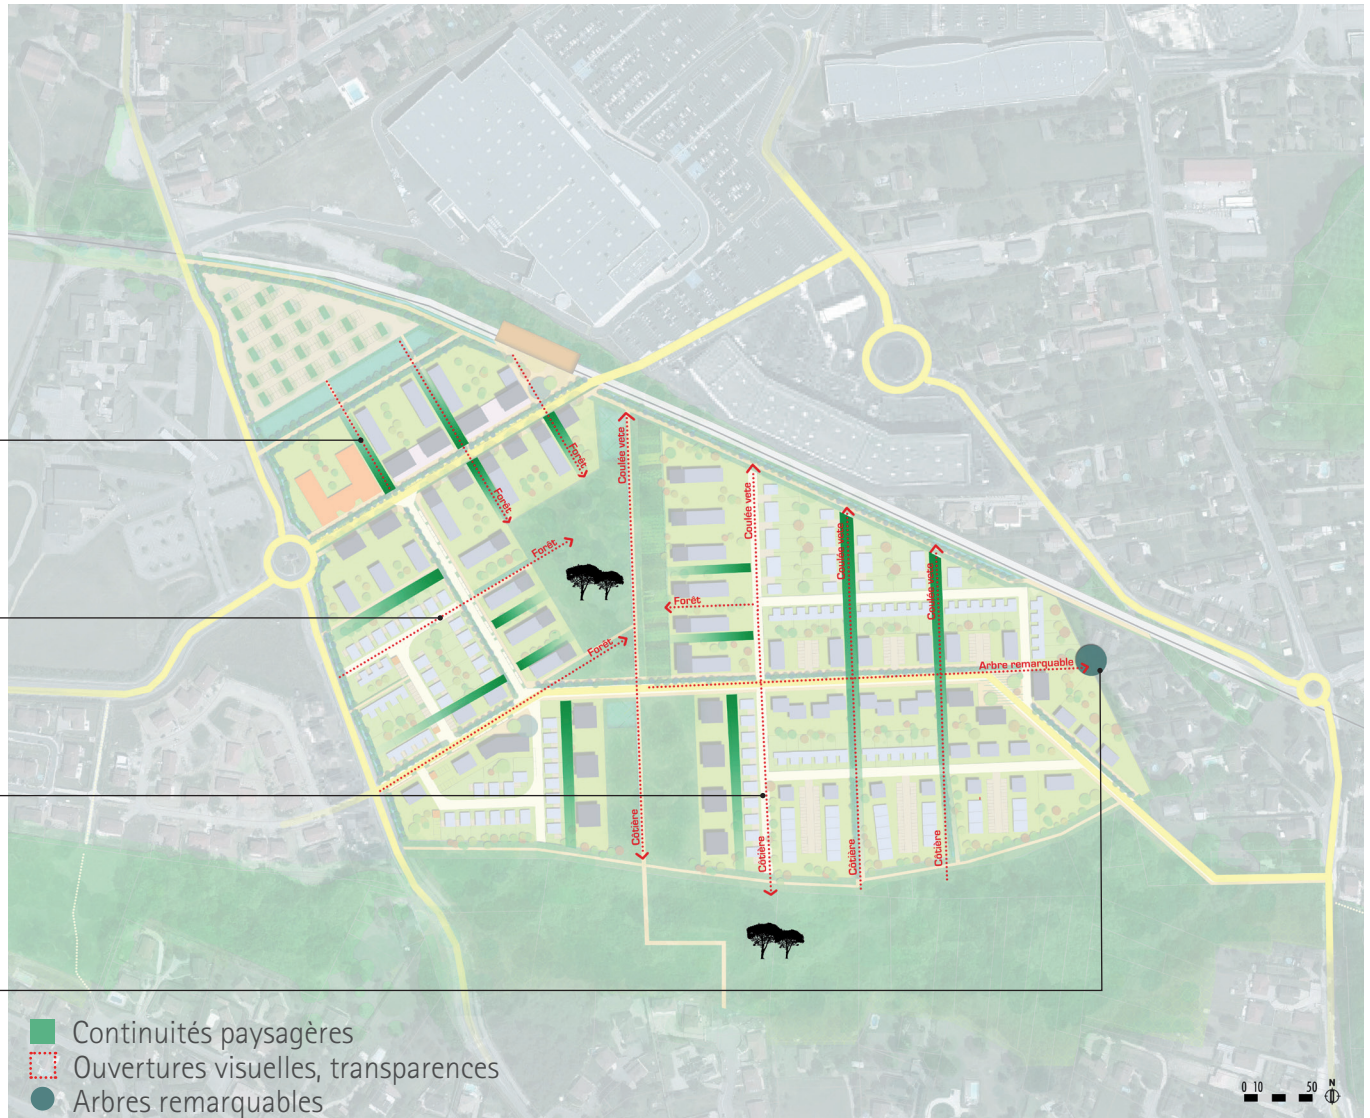 Coulée vete
Forêt
Coulée vete
Forêt
Coulée vete
Forêt
Coulée vete
Forêt
Forêt
Arbre remarquable
Côtière
Côtière
Côtière
Côtière
Continuités paysagères
Ouvertures visuelles, transparences
Arbres remarquables
0 10 50 N